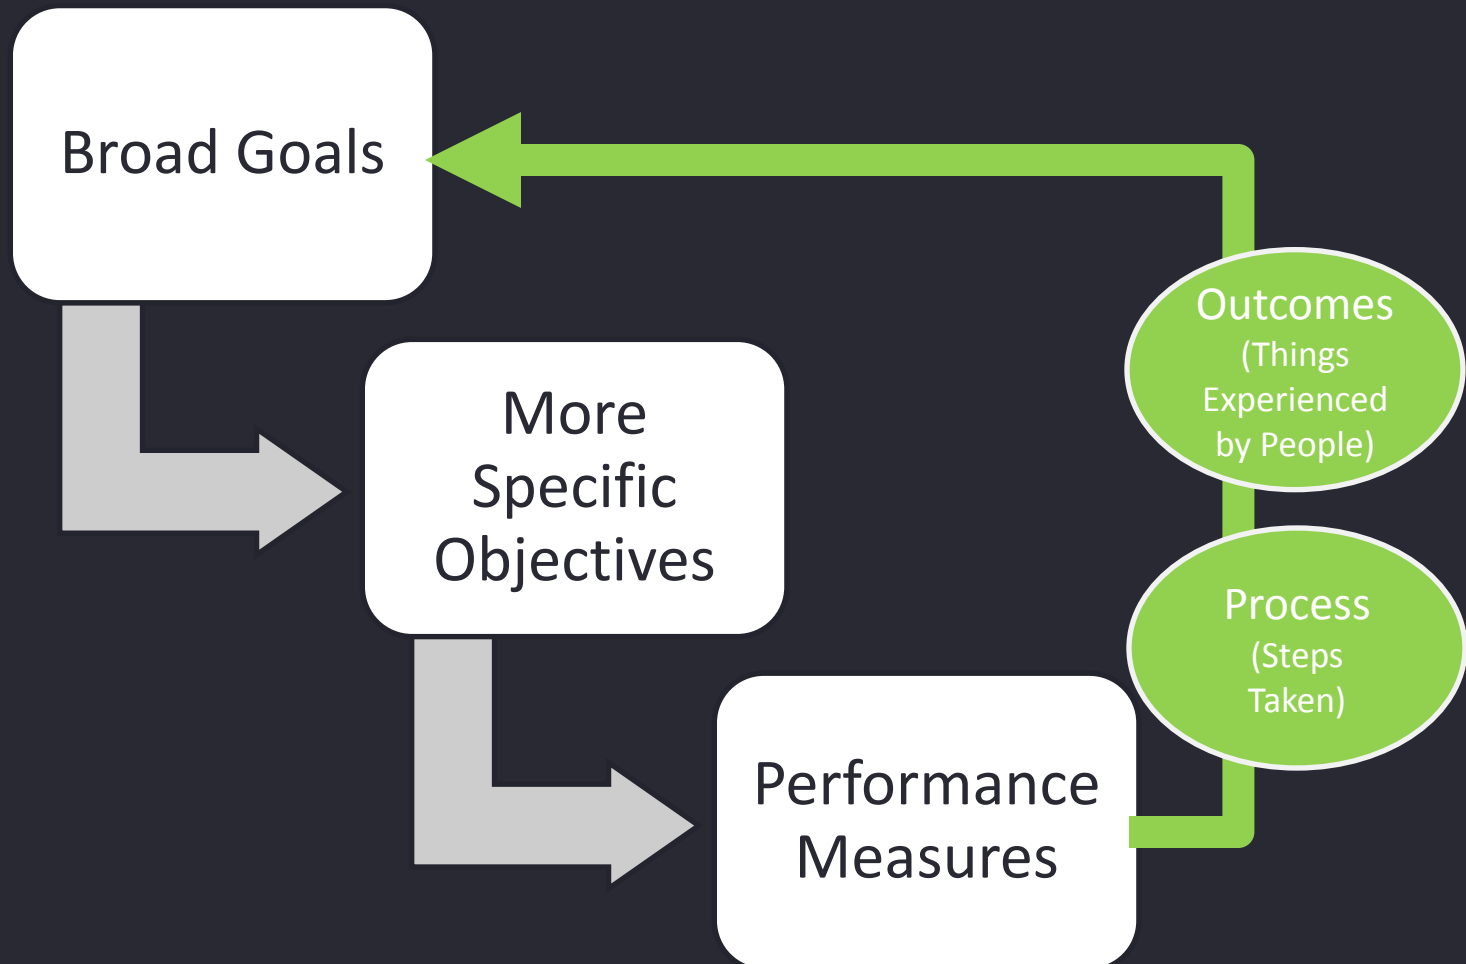 Broad Goals
More
Specific
Objectives
Performance
Measures
Outcomes
(Things
Experienced
by People)
Process
(Steps
Taken)